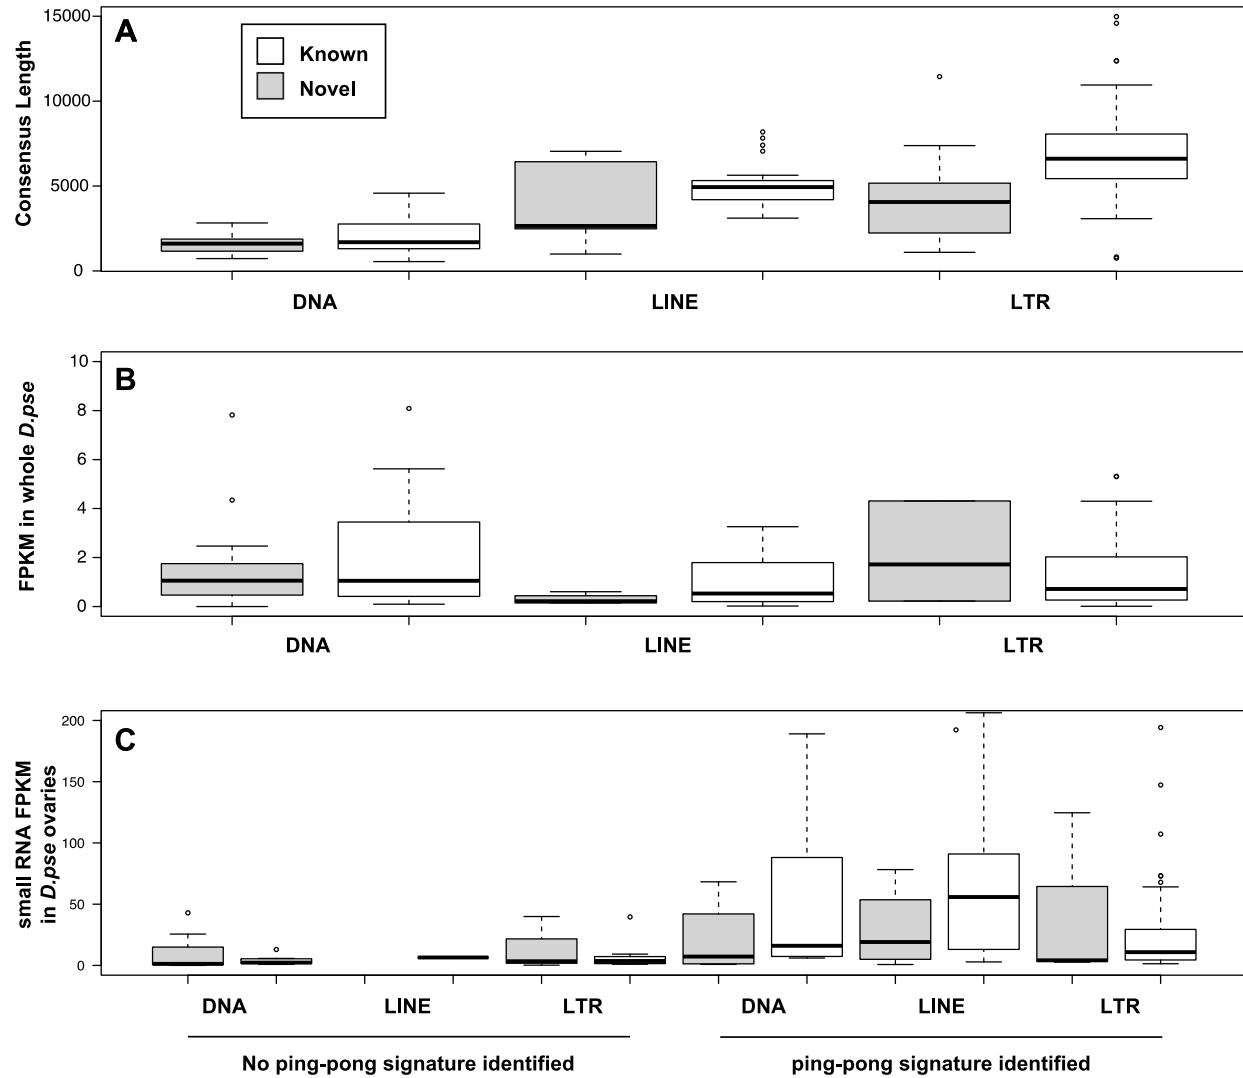 A
Known
Novel
Consensus Length
15000
10000
5000
0
DNA LINE LTR
B
FPKM in whole D.pse
10
8
6
4
2
0
DNA LINE LTR
C
small RNA FPKM
in D.pse ovaries
200
150
100
50
0
DNA LINE LTR DNA LINE LTR
No ping-pong signature identified ping-pong signature identified